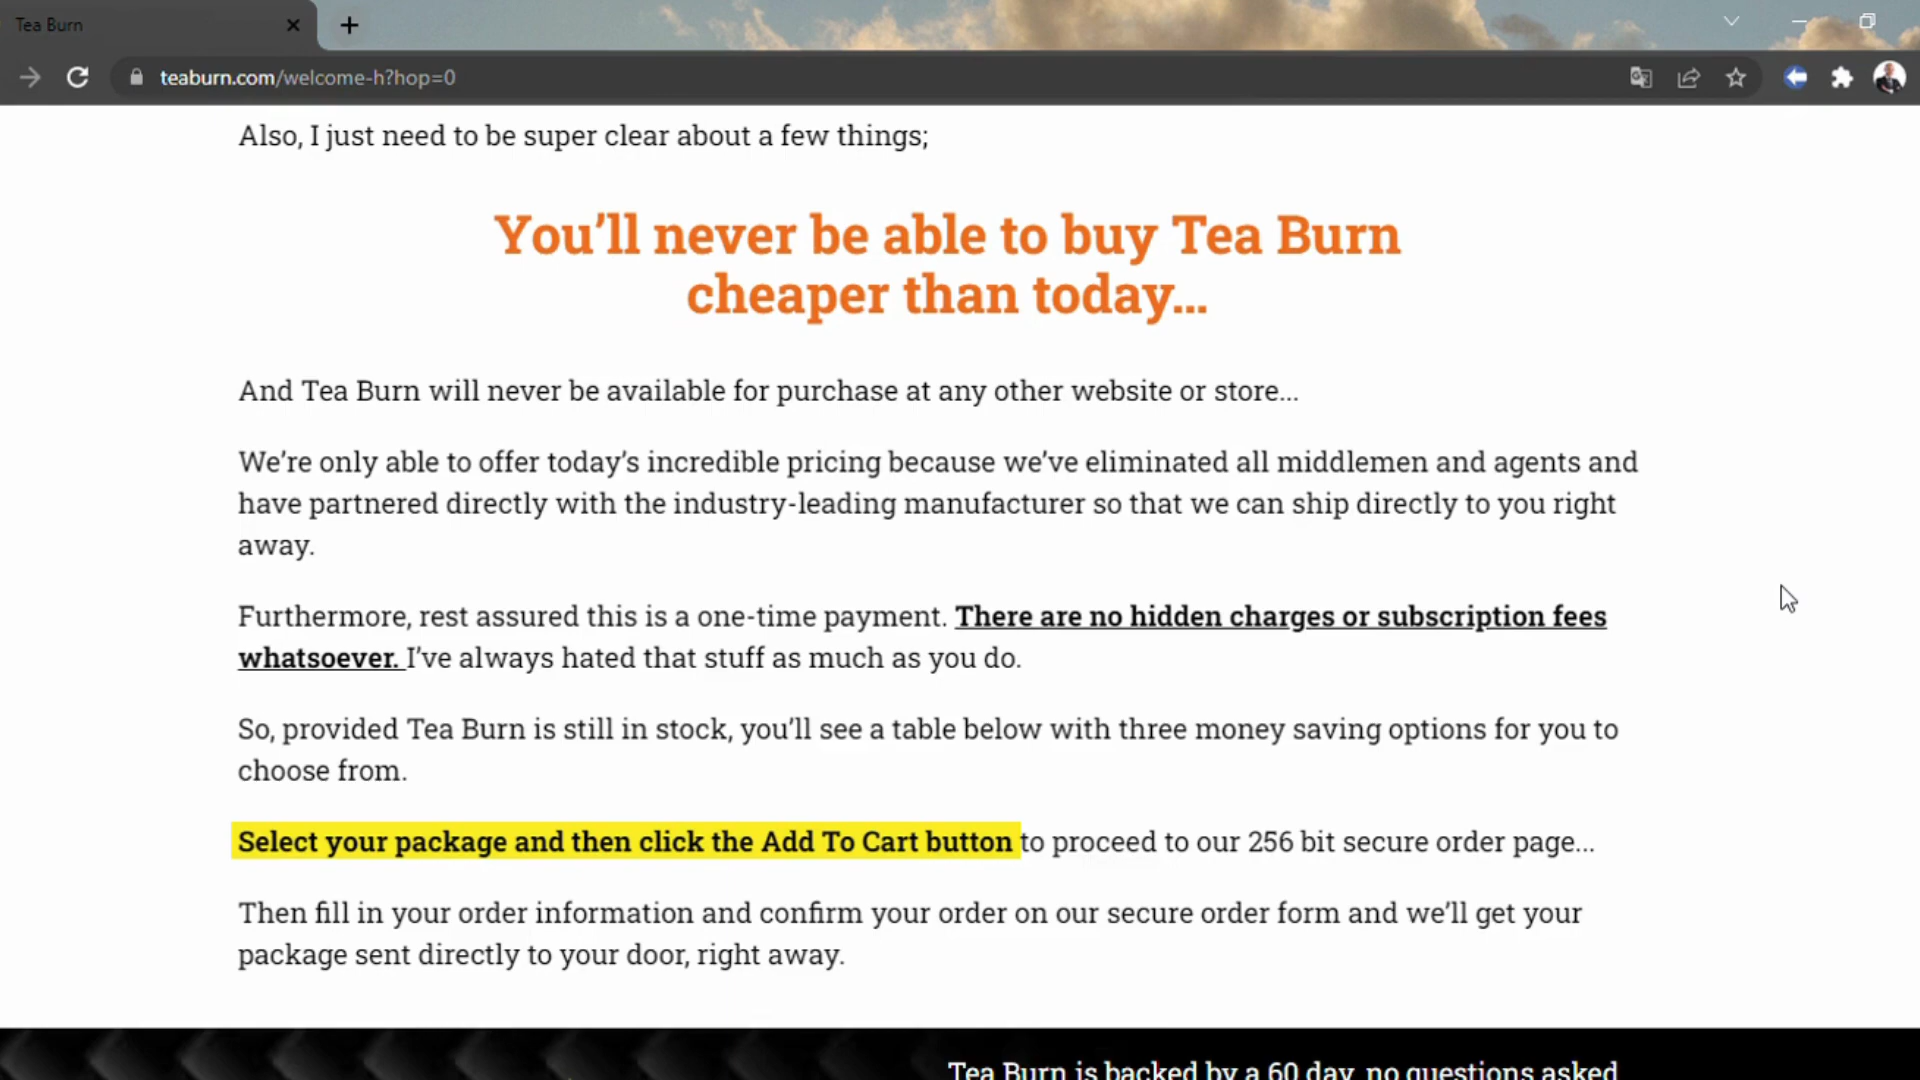 Tea Burn
teaburn.com/welcome-h?hop=0
Also, I just need to be super clear about a few things;
You’ll never be able to buy Tea Burn
cheaper than today...
And Tea Burn will never be available for purchase at any other website or store...
We’re only able to offer today’s incredible pricing because we’ve eliminated all middlemen and agents and
have partnered directly with the industry-leading manufacturer so that we can ship directly to you right
away.
Furthermore, rest assured this is a one-time payment. There are no hidden charges or subscription fees
whatsoever. I’ve always hated that stuff as much as you do.
So, provided Tea Burn is still in stock, you’ll see a table below with three money saving options for you to
choose from.
Select your package and then click the Add To Cart button to proceed to our 256 bit secure order page...
Then fill in your order information and confirm your order on our secure order form and we’ll get your
package sent directly to your door, right away.
Tea Burn is backed by a 60 day, no questions asked